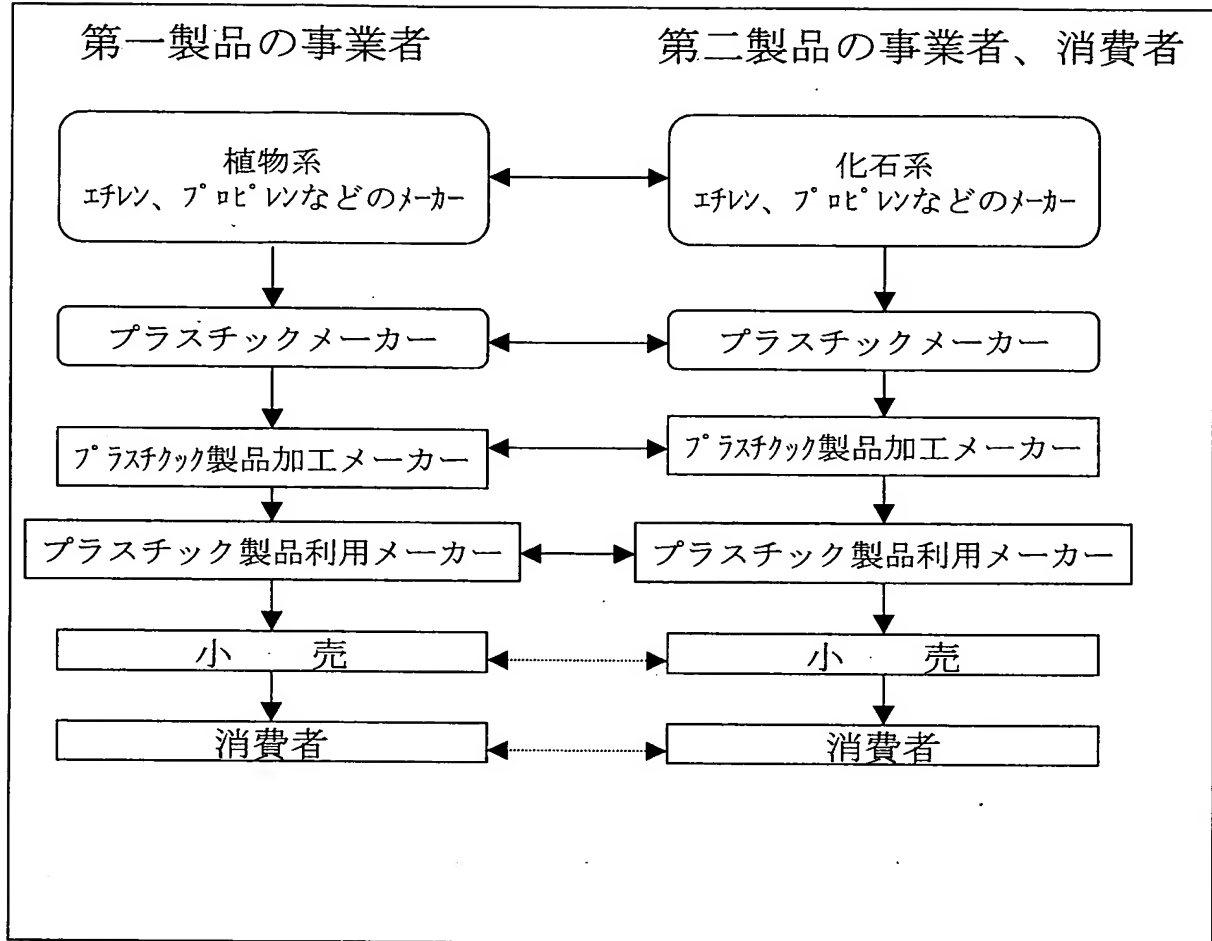 第一製品の事業者
第二製品の事業者、消費者
植物系
ｴﾁﾚﾝ、ﾌﾟﾛﾋﾟﾚﾝなどのﾒｰｶｰ
化石系
ｴﾁﾚﾝ、ﾌﾟﾛﾋﾟﾚﾝなどのﾒｰｶｰ
プラスチックメーカー
プラスチックメーカー
ﾌﾟﾗｽﾁｸｯｸ製品加工メーカー
ﾌﾟﾗｽﾁｸｯｸ製品加工メーカー
プラスチック製品利用メーカー
プラスチック製品利用メーカー
小　売
小　売
消費者
消費者